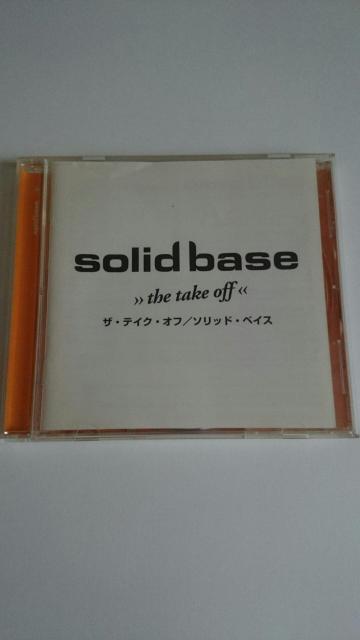 solid base
›› the take off ‹‹
ザ・テイク・オフ／ソリッド・ベイス